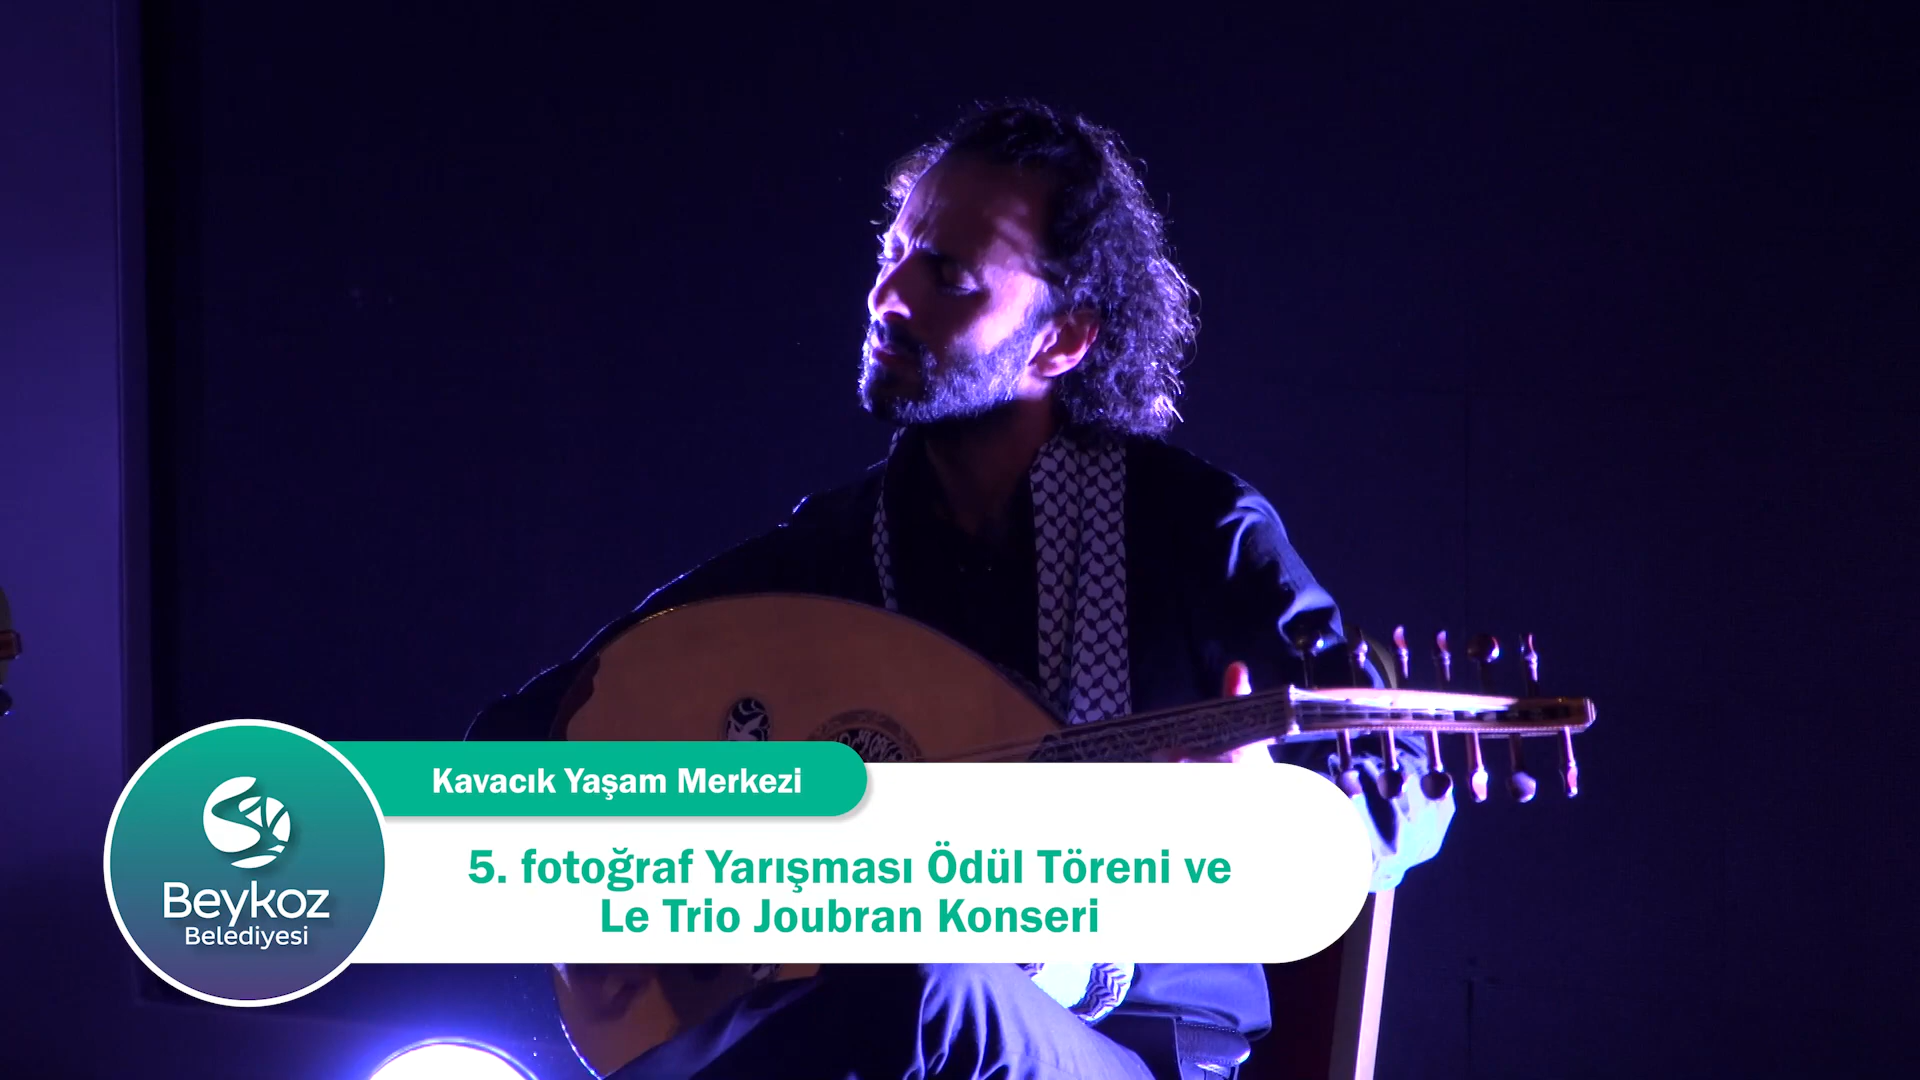 Kavacık Yaşam Merkezi
5. fotoğraf Yarışması Ödül Töreni ve
Le Trio Joubran Konseri
Beykoz
Belediyesi